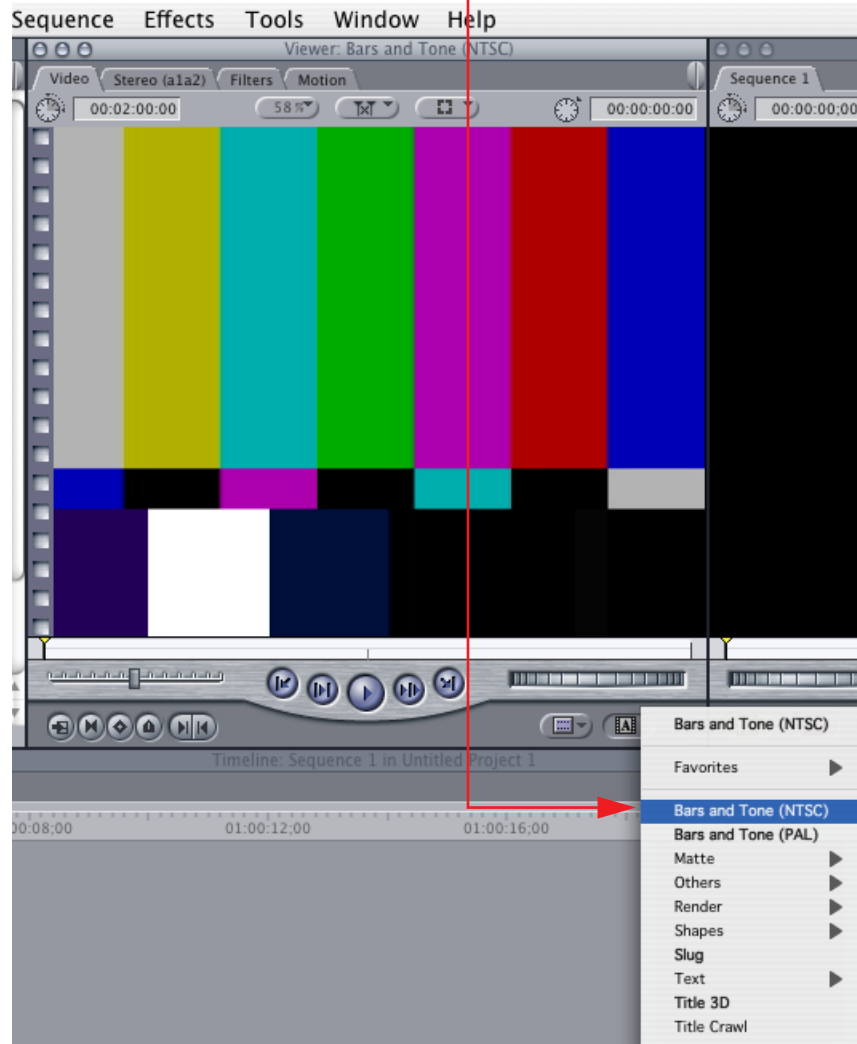 Sequence Effects Tools Window Help
Viewer: Bars and Tone (NTSC)
Video Stereo (a1a2) Filters Motion
Sequence 1
00:02:00:00 58% 00:00:00:00
00:00:00;00
A
Timeline: Sequence 1 in Untitled Project 1
00:08;00 01:00:12;00 01:00:16;00
Bars and Tone (NTSC)
Favorites
Bars and Tone (NTSC)
Bars and Tone (PAL)
Matte
Others
Render
Shapes
Slug
Text
Title 3D
Title Crawl